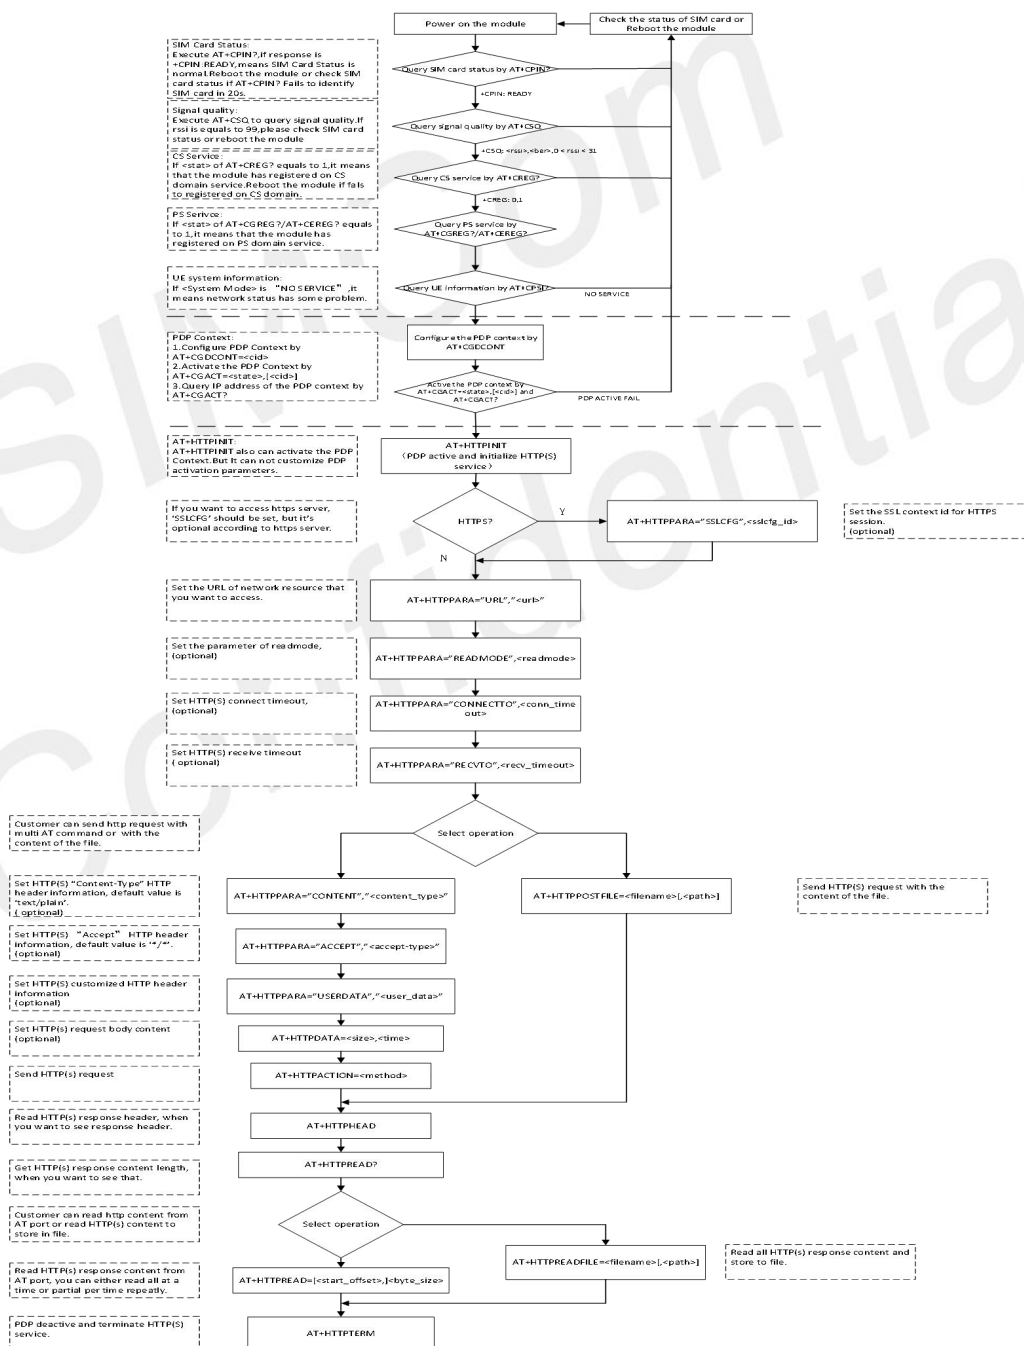 Power on the module
Check the status of SIM card or
Reboot the module
SIM Card Status:
Execute AT+CPIN?,if response is
+CPIN:READY,means SIM Card Status is
normal.Reboot the module or check SIM
card status if AT+CPIN? Fails to identify
SIM card in 20s.
Query SIM card status by AT+CPIN?
+CPIN: READY
Signal quality:
Execute AT+CSQ to query signal quality.If
rssi is equals to 99,please check SIM card
status or reboot the module
Query signal quality by AT+CSQ
+CSQ: <rssi>,<ber>,0 < rssi < 31
CS Service:
If <stat> of AT+CREG? equals to 1,it means
that the module has registered on CS
domain service.Reboot the module if fals
to registered on CS domain.
Query CS service by AT+CREG?
+CREG: 0,1
PS Serivce:
If <stat> of AT+CGREG?/AT+CEREG? equals
to 1,it means that the module has
registered on PS domain service.
Query PS service by
AT+CGREG?/AT+CEREG?
UE system information:
If <System Mode> is “NO SERVICE” ,it
means network status has some problem.
Query UE information by AT+CPSI?
NO SERVICE
PDP Context:
1.Configure PDP Context by
AT+CGDCONT=<cid>
2.Activate the PDP Context by
AT+CGACT=<state>,[<cid>]
3.Query IP address of the PDP context by
AT+CGACT?
Configure the PDP context by
AT+CGDCONT
Active the PDP context by
AT+CGACT=<state>,[<cid>] and
AT+CGACT?
PDP ACTIVE FAIL
AT+HTTPINIT:
AT+HTTPINIT also can activate the PDP
Context.But It can not customize PDP
activation parameters.
AT+HTTPINIT
（PDP active and initialize HTTP(S)
service）
If you want to access https server,
‘SSLCFG’ should be set, but it’s
optional according to https server.
HTTPS?
Y
N
AT+HTTPPARA=”SSLCFG”,<sslcfg_id>
Set the SSL context id for HTTPS
session.
(optional)
Set the URL of network resource that
you want to access.
AT+HTTPPARA=”URL”,”<url>”
Set the parameter of readmode,
(optional)
AT+HTTPPARA=”READMODE”,<readmode>
Set HTTP(S) connect timeout,
(optional)
AT+HTTPPARA=”CONNECTTO”,<conn_time
out>
Set HTTP(S) receive timeout
( optional)
AT+HTTPPARA=”RECVTO”,<recv_timeout>
Customer can send http request with
multi AT command or with the
content of the file.
Select operation
Set HTTP(S) “Content-Type” HTTP
header information, default value is
‘text/plain’.
( optional)
AT+HTTPPARA=”CONTENT”,”<content_type>”
AT+HTTPPOSTFILE=<filename>[,<path>]
Send HTTP(S) request with the
content of the file.
Set HTTP(S) “Accept” HTTP header
information, default value is ‘*/*’.
(optional)
AT+HTTPPARA=”ACCEPT”,”<accept-type>”
Set HTTP(S) customized HTTP header
information
(optional)
AT+HTTPPARA=”USERDATA”,”<user_data>”
Set HTTP(s) request body content
(optional)
AT+HTTPDATA=<size>,<time>
Send HTTP(s) request
AT+HTTPACTION=<method>
Read HTTP(s) response header, when
you want to see response header.
AT+HTTPHEAD
Get HTTP(s) response content length,
when you want to see that.
AT+HTTPREAD?
Customer can read http content from
AT port or read HTTP(s) content to
store in file.
Select operation
Read HTTP(s) response content from
AT port, you can either read all at a
time or partial per time repeatly.
AT+HTTPREAD=[<start_offset>,]<byte_size>
AT+HTTPREADFILE=<filename>[,<path>]
Read all HTTP(s) response content and
store to file.
PDP deactive and terminate HTTP(S)
service.
AT+HTTPTERM
SIMCom
Confidential